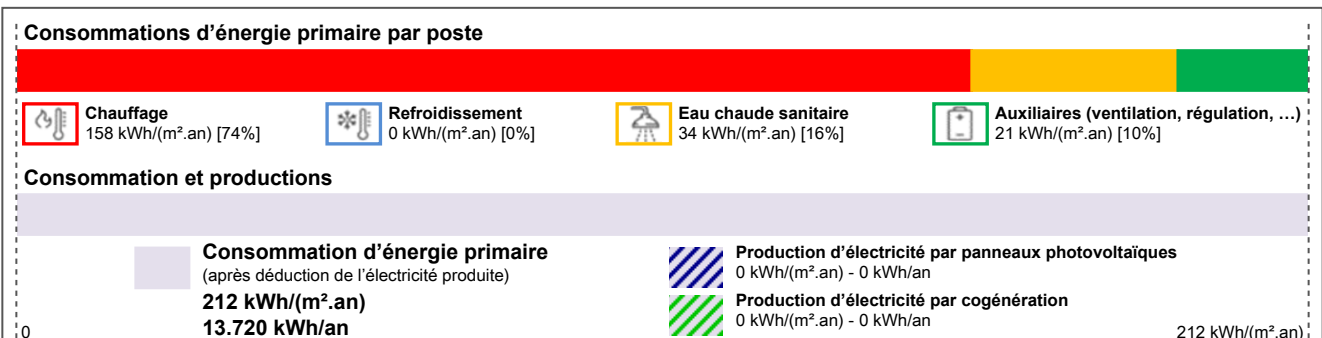 Consommations d’énergie primaire par poste
Chauffage
158 kWh/(m².an) [74%]
Refroidissement
0 kWh/(m².an) [0%]
Eau chaude sanitaire
34 kWh/(m².an) [16%]
Auxiliaires (ventilation, régulation, …)
21 kWh/(m².an) [10%]
Consommation et productions
Consommation d’énergie primaire
(après déduction de l’électricité produite)
212 kWh/(m².an)
13.720 kWh/an
Production d’électricité par panneaux photovoltaïques
0 kWh/(m².an) - 0 kWh/an
Production d’électricité par cogénération
0 kWh/(m².an) - 0 kWh/an
0
212 kWh/(m².an)